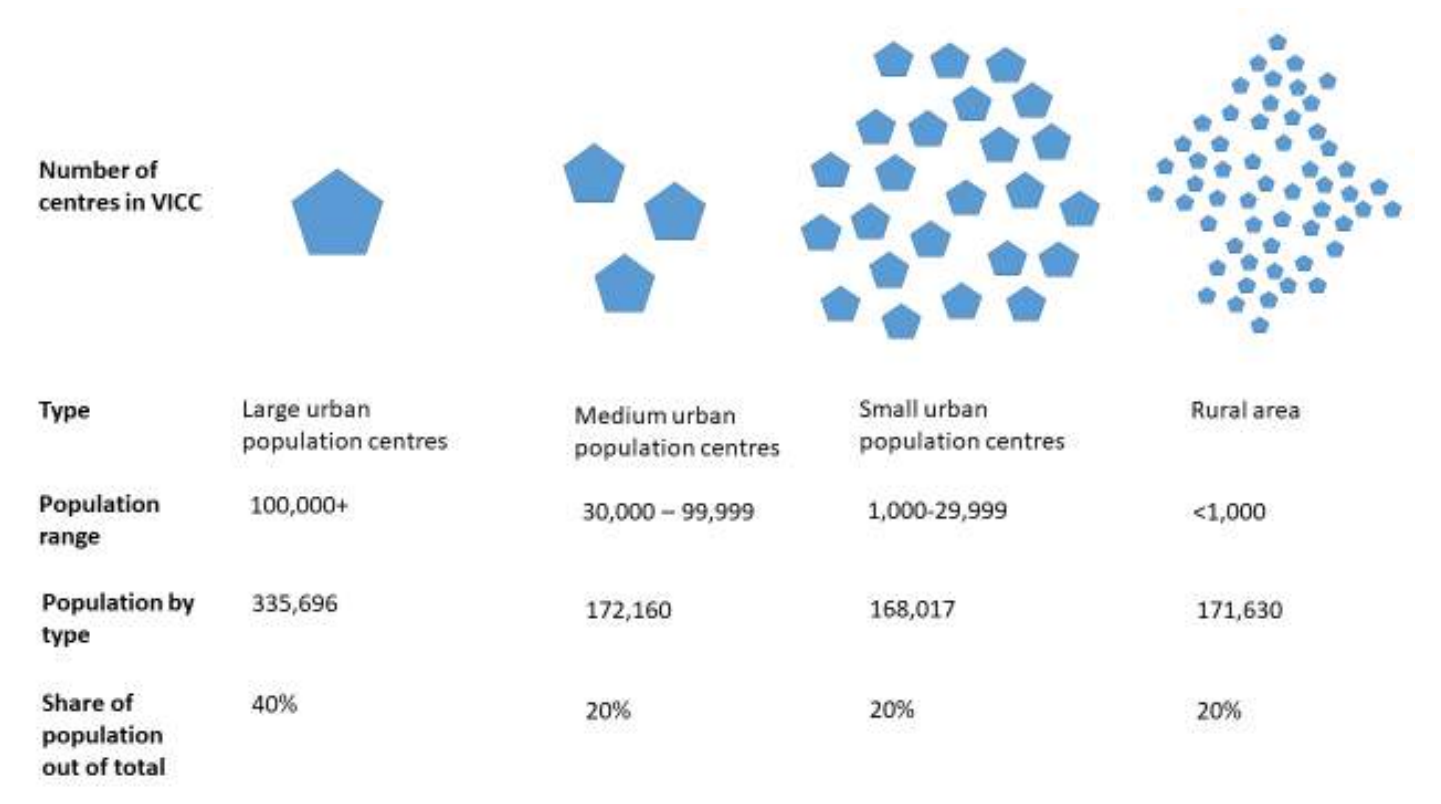 Number of
centres in VICC
Type
Large urban
population centres
Medium urban
population centres
Small urban
population centres
Rural area
Population
range
100,000+
30,000 – 99,999
1,000-29,999
<1,000
Population by
type
335,696
172,160
168,017
171,630
Share of
population
out of total
40%
20%
20%
20%